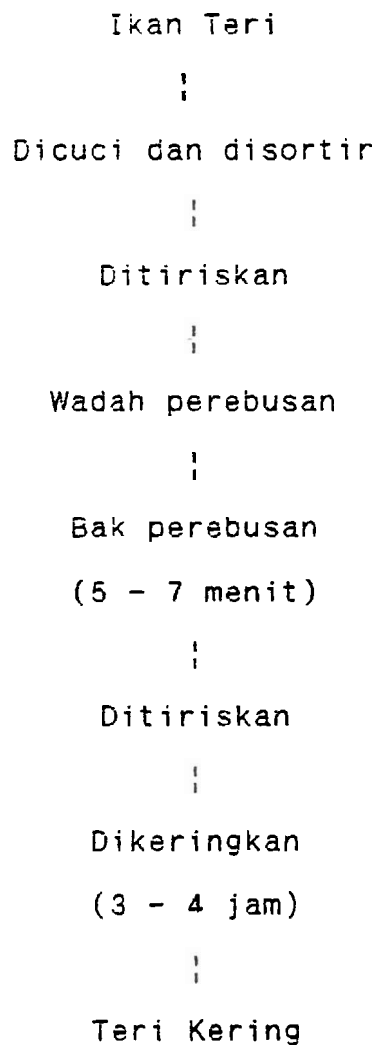 Ikan Teri
¦
Dicuci dan disortir
¦
Ditiriskan
¦
Wadah perebusan
¦
Bak perebusan
(5 - 7 menit)
¦
Ditiriskan
¦
Dikeringkan
(3 - 4 jam)
¦
Teri Kering